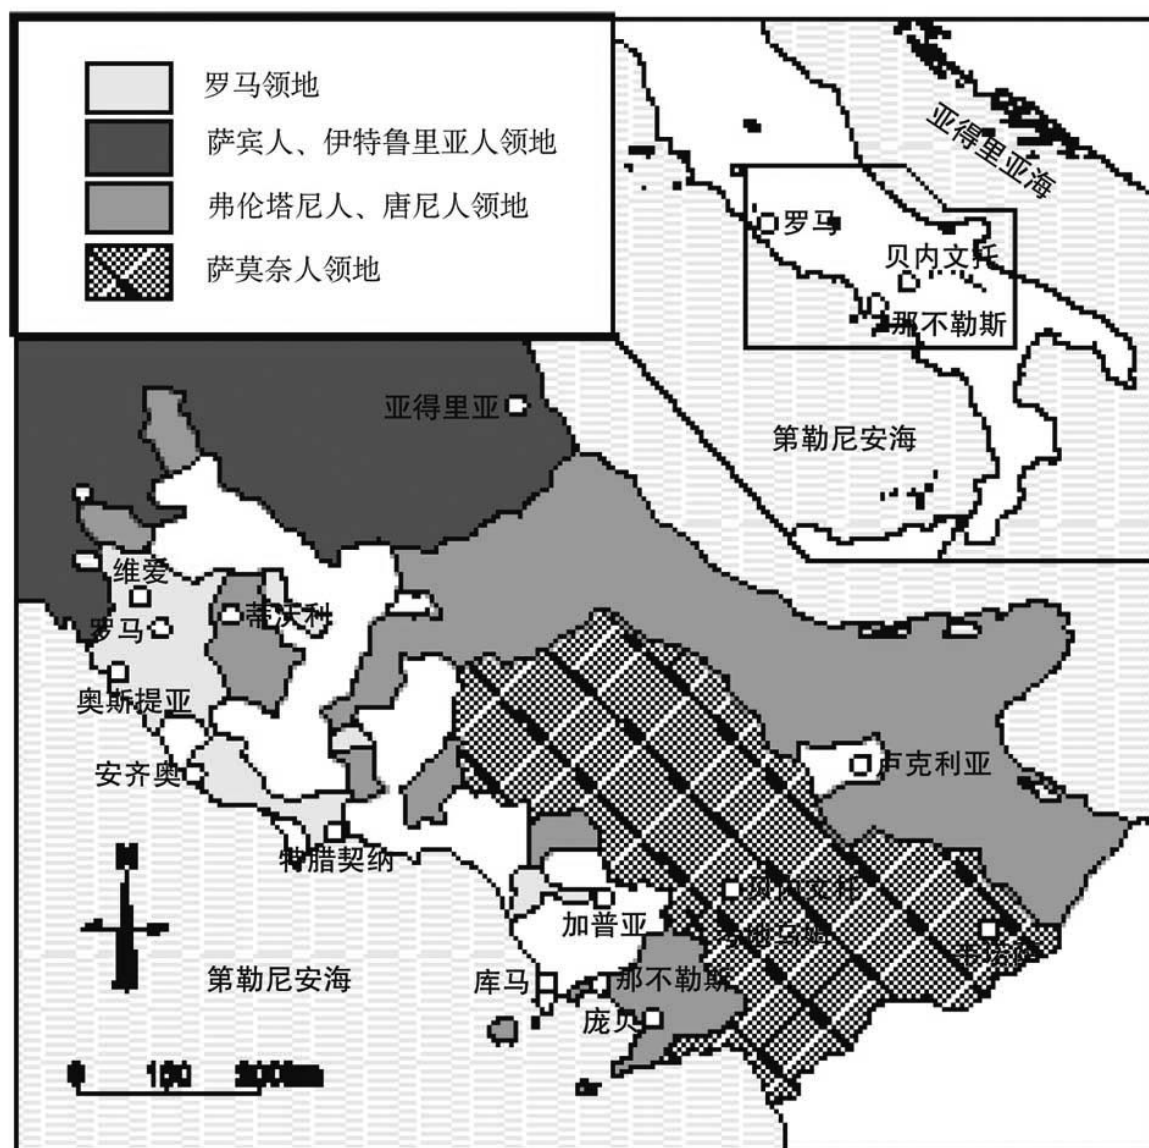 罗马领地
萨宾人、伊特鲁里亚人领地
弗伦塔尼人、唐尼人领地
萨莫奈人领地
亚得里亚海
罗马
贝内文托
那不勒斯
第勒尼安海
亚得里亚
维爱
罗马
蒂沃利
奥斯提亚
安齐奥
卢克利亚
特腊契纳
N
贝内文托
加普亚
第勒尼安海
库马
那不勒斯
庞贝
0 100 200km